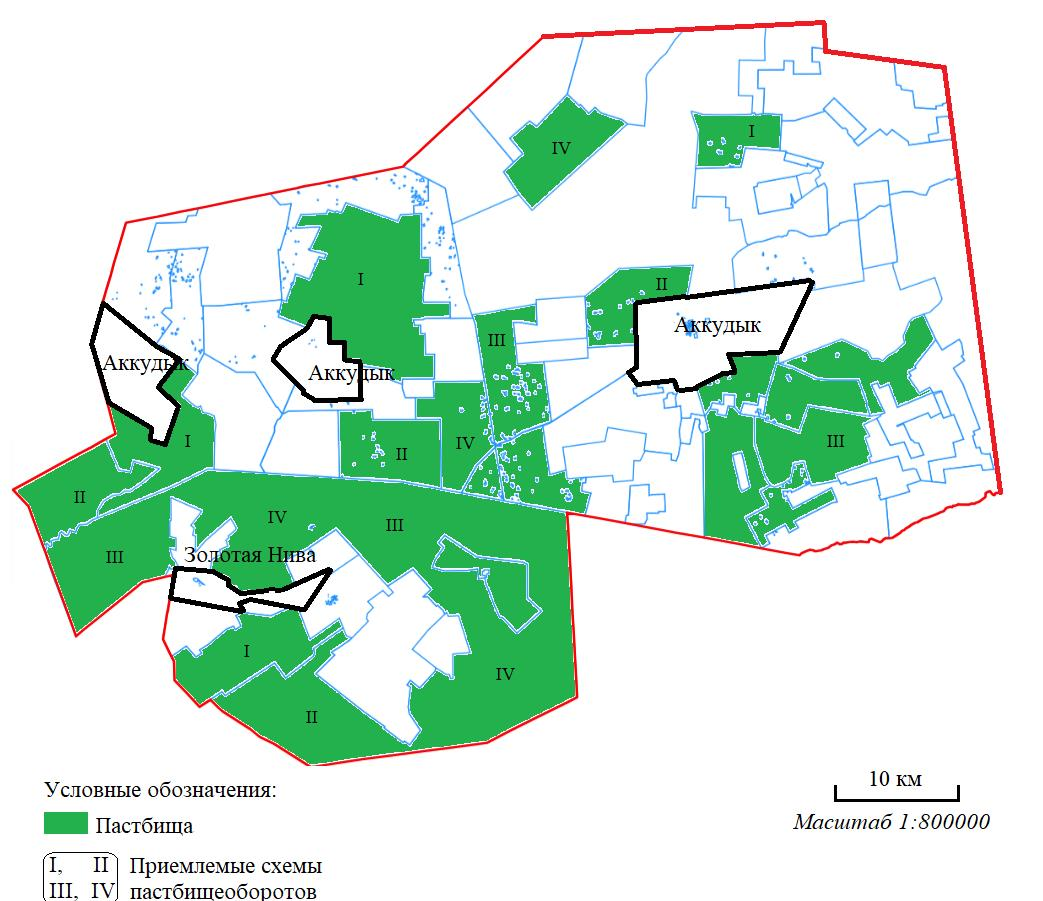 I
IV
I
II
Аккудык
III
Аккудык
Аккудык
I
IV
III
II
II
IV
III
III
Золотая Нива
I
IV
II
10 км
Условные обозначения:
Масштаб 1:800000
Пастбища
I, II Приемлемые схемы
III, IV пастбищеоборотов